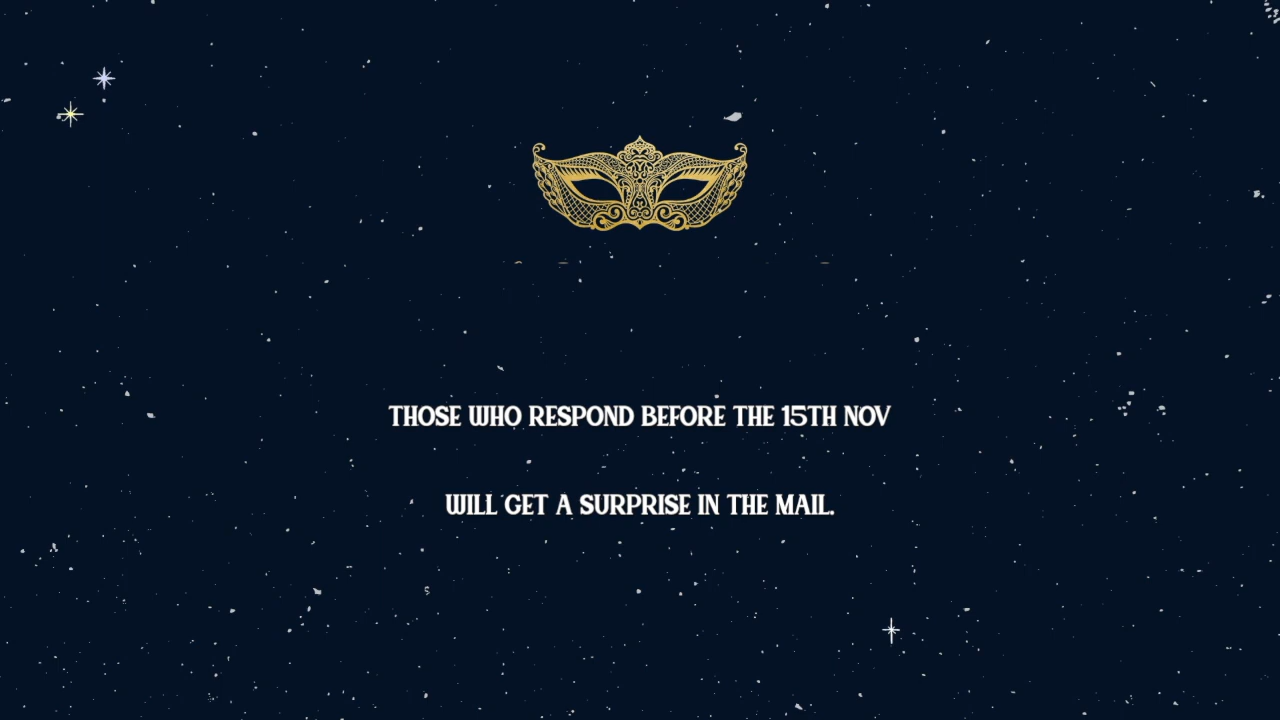 THOSE WHO RESPOND BEFORE THE 15TH NOV
WILL GET A SURPRISE IN THE MAIL.